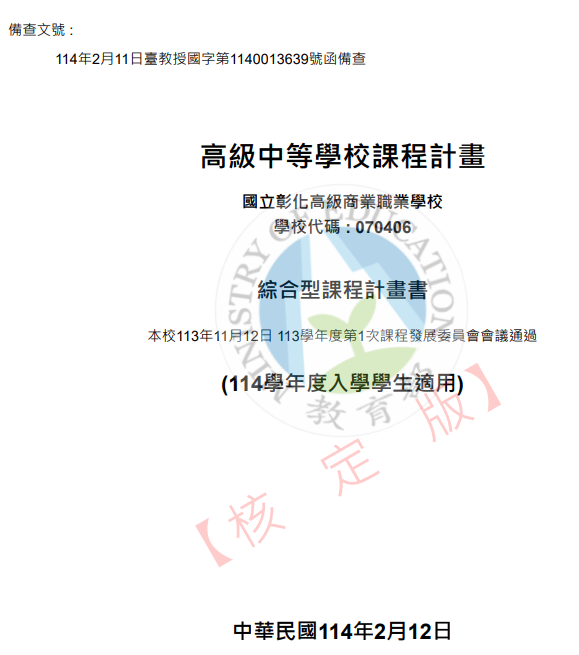 備查文號：
114年2月11日臺教授國字第1140013639號函備查
高級中等學校課程計畫
國立彰化高級商業職業學校
學校代碼：070406
綜合型課程計畫書
本校113年11月12日 113學年度第1次課程發展委員會會議通過
(114學年度入學學生適用)
MINISTRY OF EDUCATION
教育部
【核定版】
中華民國114年2月12日